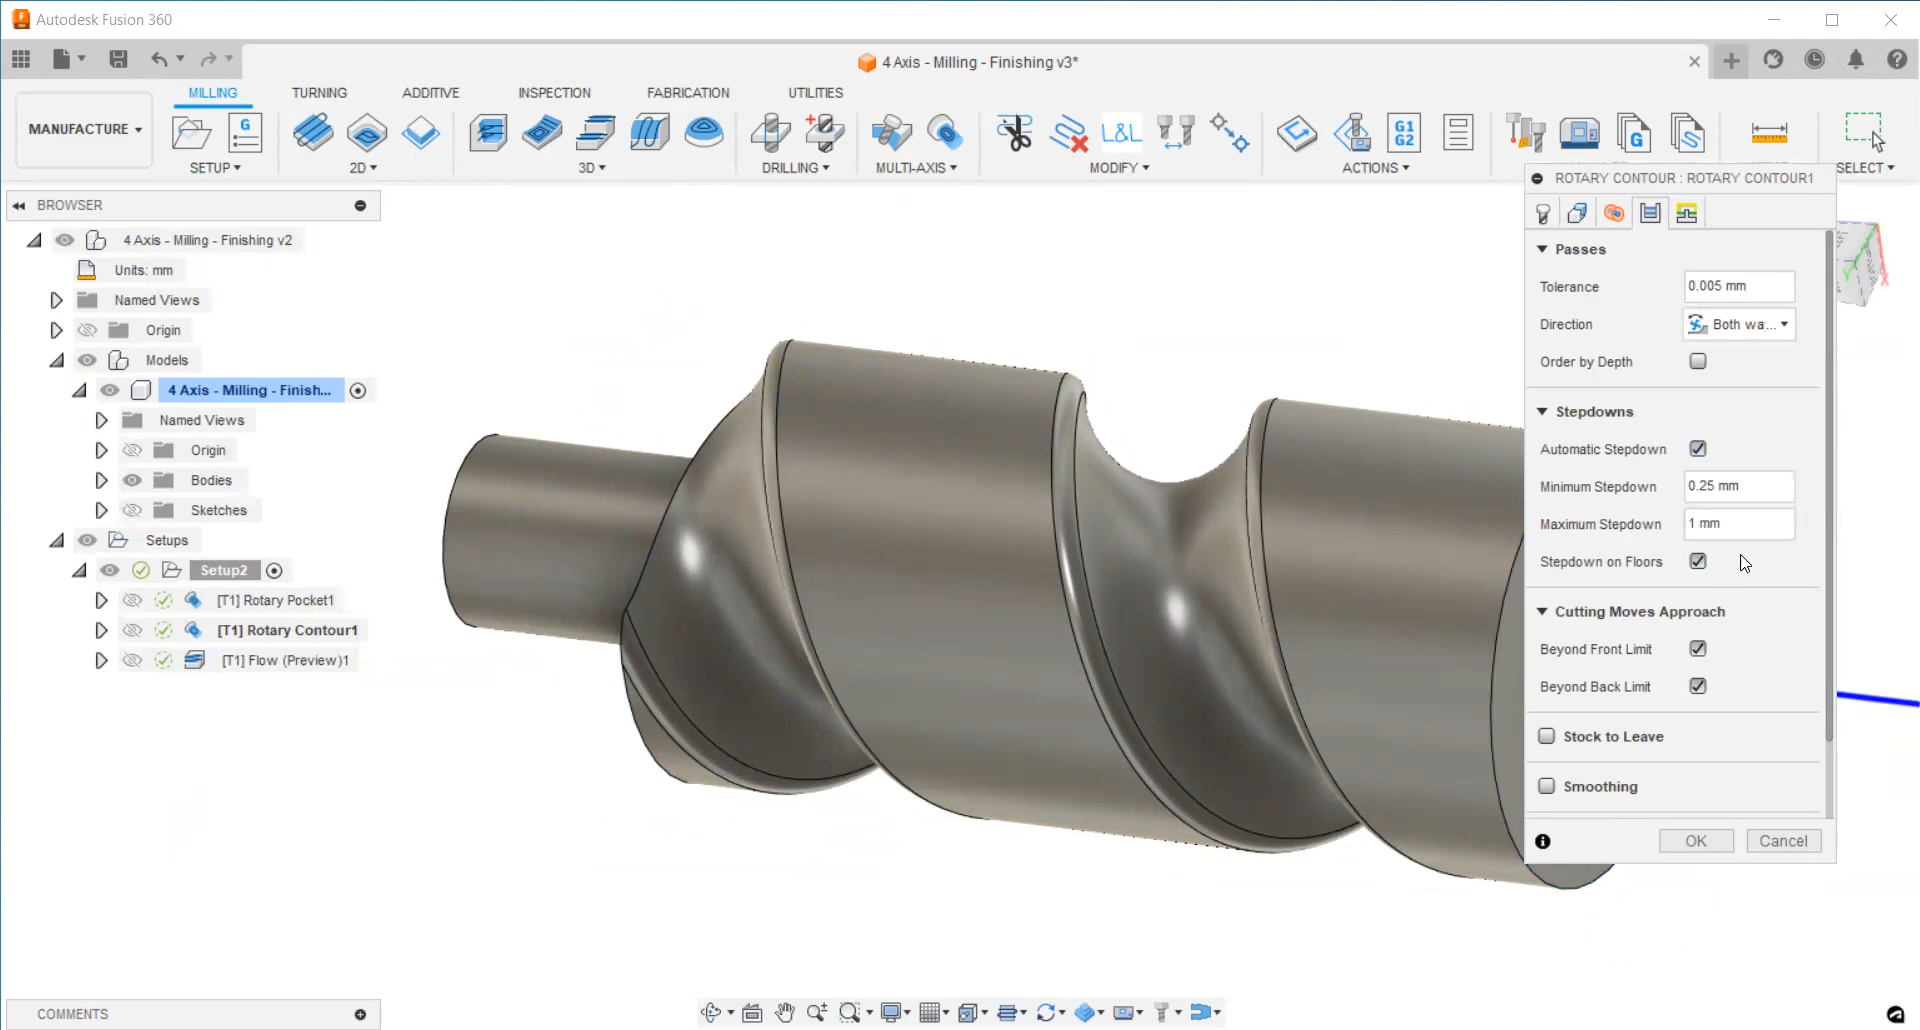 Autodesk Fusion 360
4 Axis - Milling - Finishing v3*
MILLING TURNING ADDITIVE INSPECTION FABRICATION UTILITIES
MANUFACTURE
G
L&L
G1
G2
G
SETUP 2D 3D DRILLING MULTI-AXIS MODIFY ACTIONS SELECT
BROWSER
4 Axis - Milling - Finishing v2
Units: mm
Named Views
Origin
Models
4 Axis - Milling - Finish...
Named Views
Origin
Bodies
Sketches
Setups
Setup2
[T1] Rotary Pocket1
[T1] Rotary Contour1
[T1] Flow (Preview)1
ROTARY CONTOUR : ROTARY CONTOUR1
Passes
Tolerance 0.005 mm
Direction Both wa...
Order by Depth
Stepdowns
Automatic Stepdown
Minimum Stepdown 0.25 mm
Maximum Stepdown 1 mm
Stepdown on Floors
Cutting Moves Approach
Beyond Front Limit
Beyond Back Limit
Stock to Leave
Smoothing
OK Cancel
X
COMMENTS